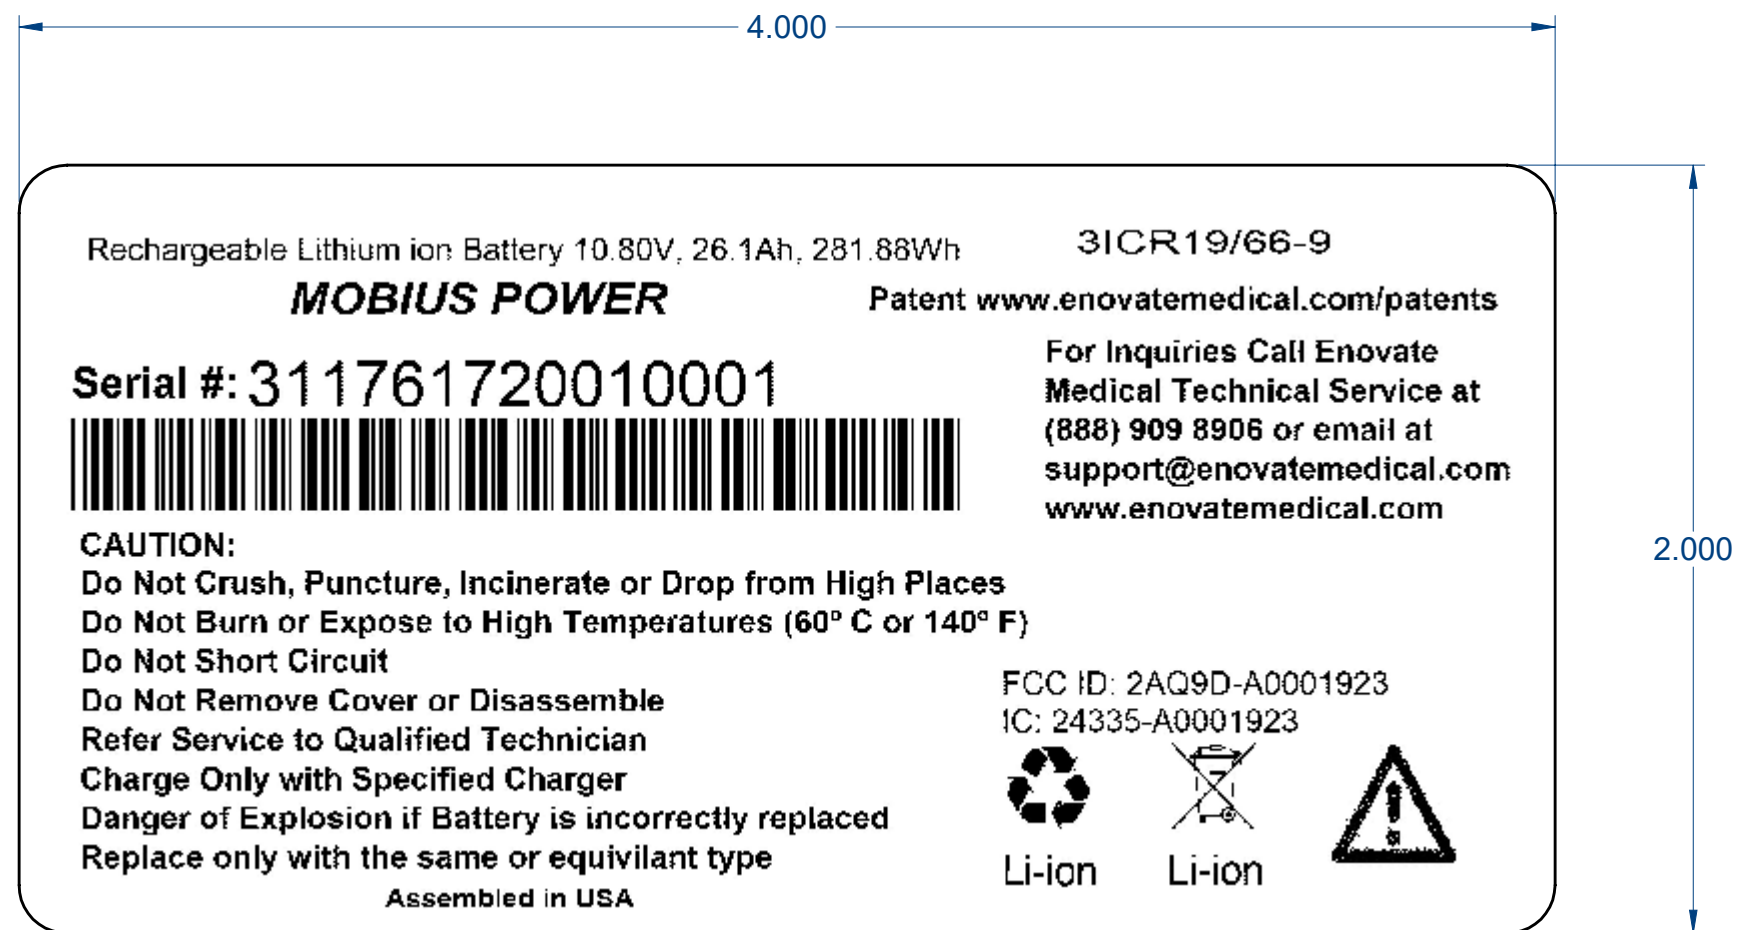 4.000
Rechargeable Lithium ion Battery 10.80V, 26.1Ah, 281.88Wh
3ICR19/66-9
MOBIUS POWER
Patent www.enovatemedical.com/patents
Serial #: 311761720010001
For Inquiries Call Enovate
Medical Technical Service at
(888) 909 8906 or email at
support@enovatemedical.com
www.enovatemedical.com
2.000
CAUTION:
Do Not Crush, Puncture, Incinerate or Drop from High Places
Do Not Burn or Expose to High Temperatures (60º C or 140º F)
Do Not Short Circuit
Do Not Remove Cover or Disassemble
Refer Service to Qualified Technician
Charge Only with Specified Charger
Danger of Explosion if Battery is incorrectly replaced
Replace only with the same or equivilant type
Assembled in USA
FCC ID: 2AQ9D-A0001923
IC: 24335-A0001923
Li-ion
Li-ion